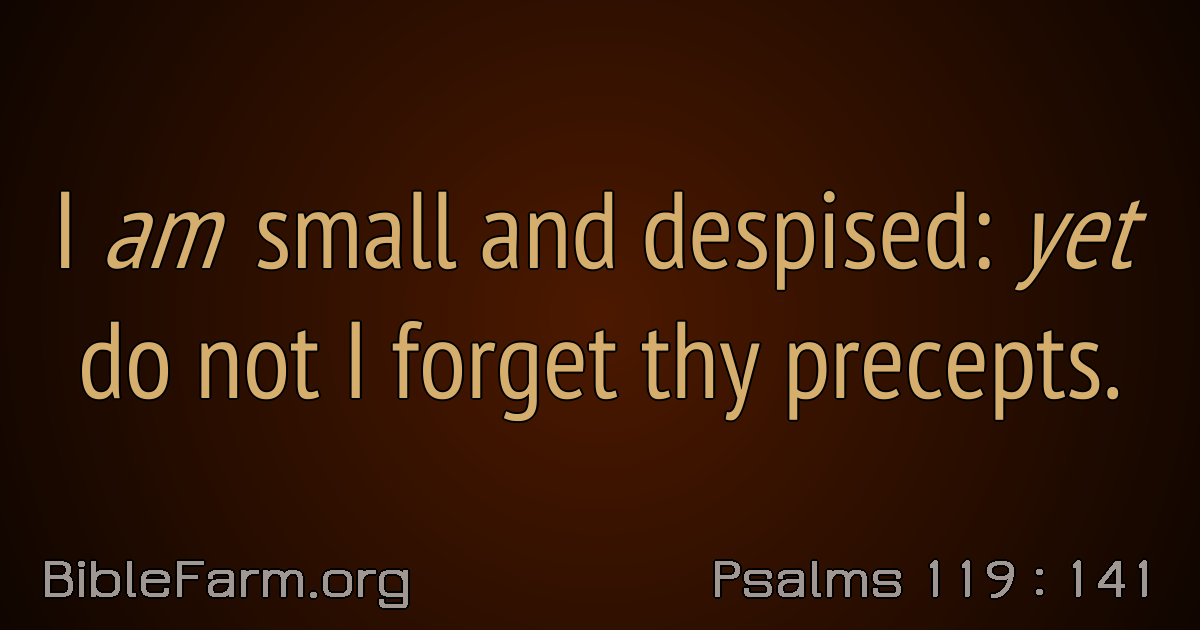 I am small and despised: yet
do not I forget thy precepts.
BibleFarm.org
Psalms 119 : 141